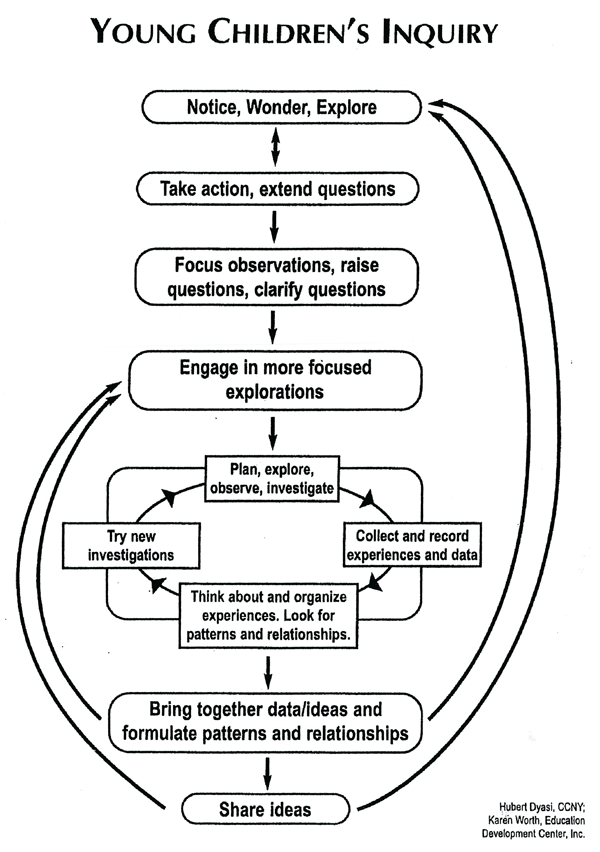 YOUNG CHILDREN'S INQUIRY
Notice, Wonder, Explore
Take action, extend questions
Focus observations, raise
questions, clarify questions
Engage in more focused
explorations
Plan, explore,
observe, investigate
Try new
investigations
Collect and record
experiences and data
Think about and organize
experiences. Look for
patterns and relationships.
Bring together data/ideas and
formulate patterns and relationships
Share ideas
Hubert Dyasi, CCNY;
Karen Worth, Education
Development Center, Inc.